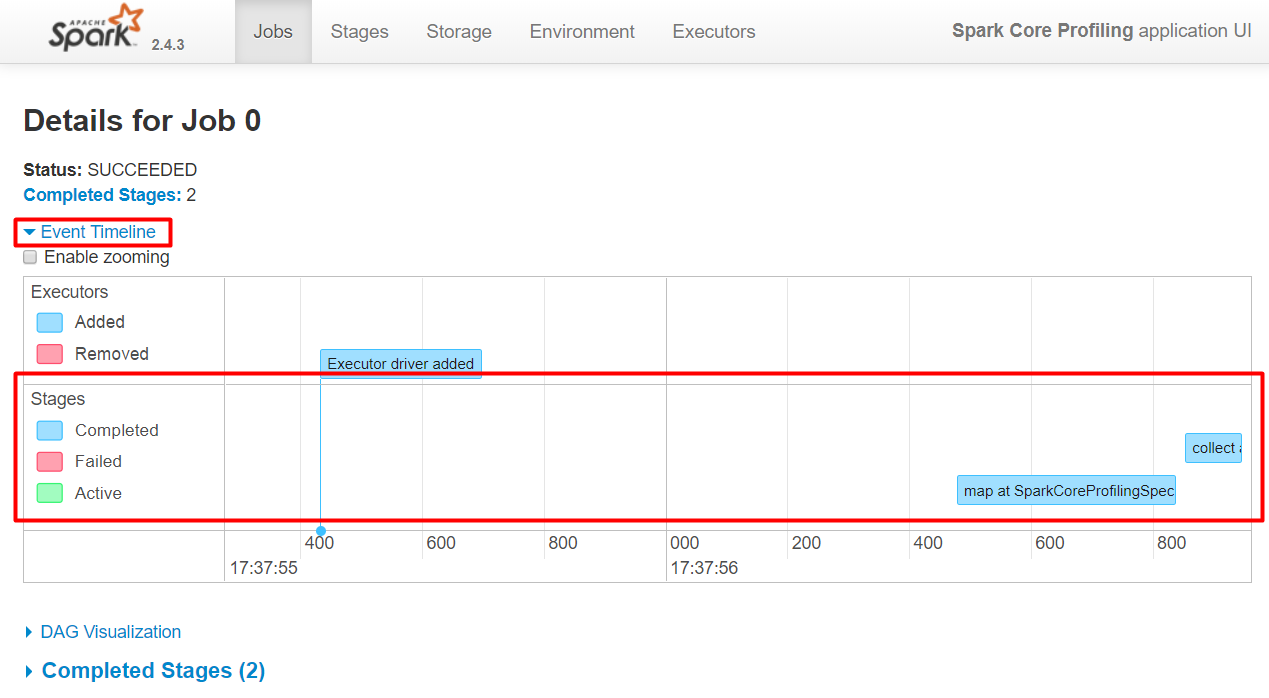 APACHE Spark 2.4.3 Jobs Stages Storage Environment Executors Spark Core Profiling application UI
Details for Job 0
Status: SUCCEEDED
Completed Stages: 2
Event Timeline
Enable zooming
Executors
Added
Removed
Executor driver added
Stages
Completed
Failed
Active
collect
map at SparkCoreProfilingSpec
400 600 800 000 200 400 600 800
17:37:55 17:37:56
DAG Visualization
Completed Stages (2)